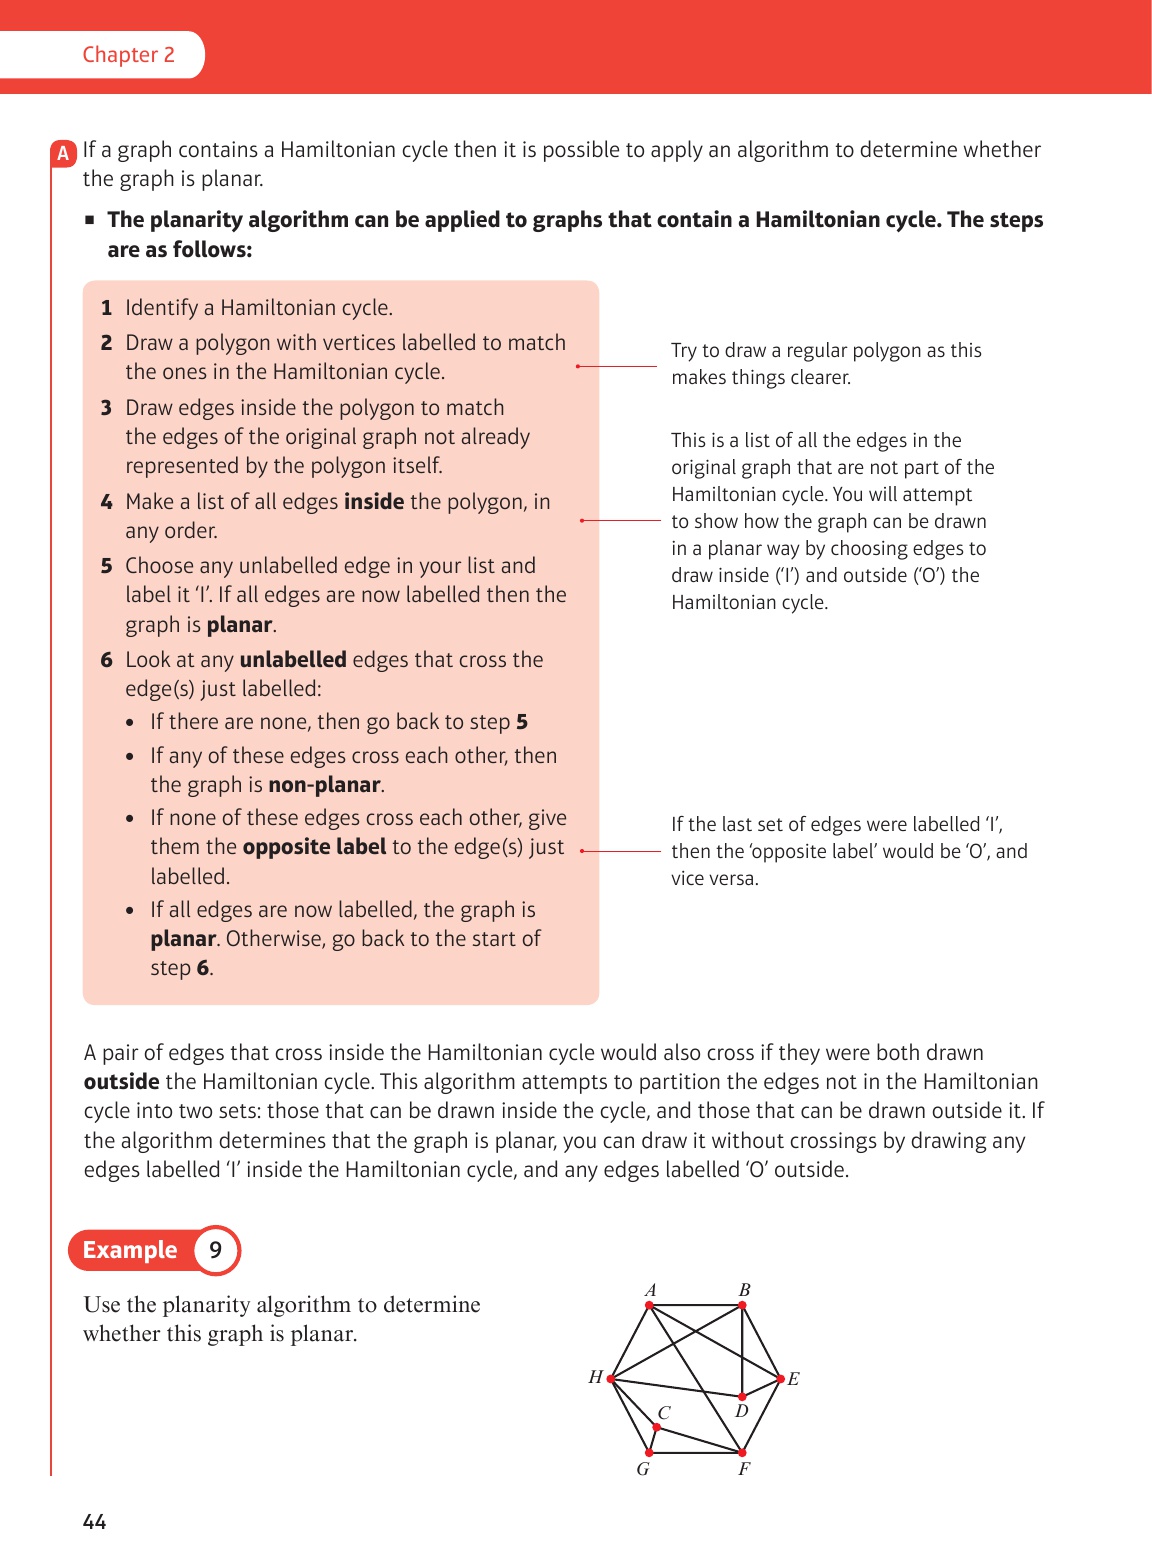 Chapter 2
A
If a graph contains a Hamiltonian cycle then it is possible to apply an algorithm to determine whether
the graph is planar.
■ The planarity algorithm can be applied to graphs that contain a Hamiltonian cycle. The steps
are as follows:
1 Identify a Hamiltonian cycle.
2 Draw a polygon with vertices labelled to match
the ones in the Hamiltonian cycle.
Try to draw a regular polygon as this
makes things clearer.
3 Draw edges inside the polygon to match
the edges of the original graph not already
represented by the polygon itself.
4 Make a list of all edges inside the polygon, in
any order.
This is a list of all the edges in the
original graph that are not part of the
Hamiltonian cycle. You will attempt
to show how the graph can be drawn
in a planar way by choosing edges to
draw inside (‘I’) and outside (‘O’) the
Hamiltonian cycle.
5 Choose any unlabelled edge in your list and
label it ‘I’. If all edges are now labelled then the
graph is planar.
6 Look at any unlabelled edges that cross the
edge(s) just labelled:
• If there are none, then go back to step 5
• If any of these edges cross each other, then
the graph is non-planar.
• If none of these edges cross each other, give
them the opposite label to the edge(s) just
labelled.
If the last set of edges were labelled ‘I’,
then the ‘opposite label’ would be ‘O’, and
vice versa.
• If all edges are now labelled, the graph is
planar. Otherwise, go back to the start of
step 6.
A pair of edges that cross inside the Hamiltonian cycle would also cross if they were both drawn
outside the Hamiltonian cycle. This algorithm attempts to partition the edges not in the Hamiltonian
cycle into two sets: those that can be drawn inside the cycle, and those that can be drawn outside it. If
the algorithm determines that the graph is planar, you can draw it without crossings by drawing any
edges labelled ‘I’ inside the Hamiltonian cycle, and any edges labelled ‘O’ outside.
Example 9
Use the planarity algorithm to determine
whether this graph is planar.
A B
H E
D
C
G F
44